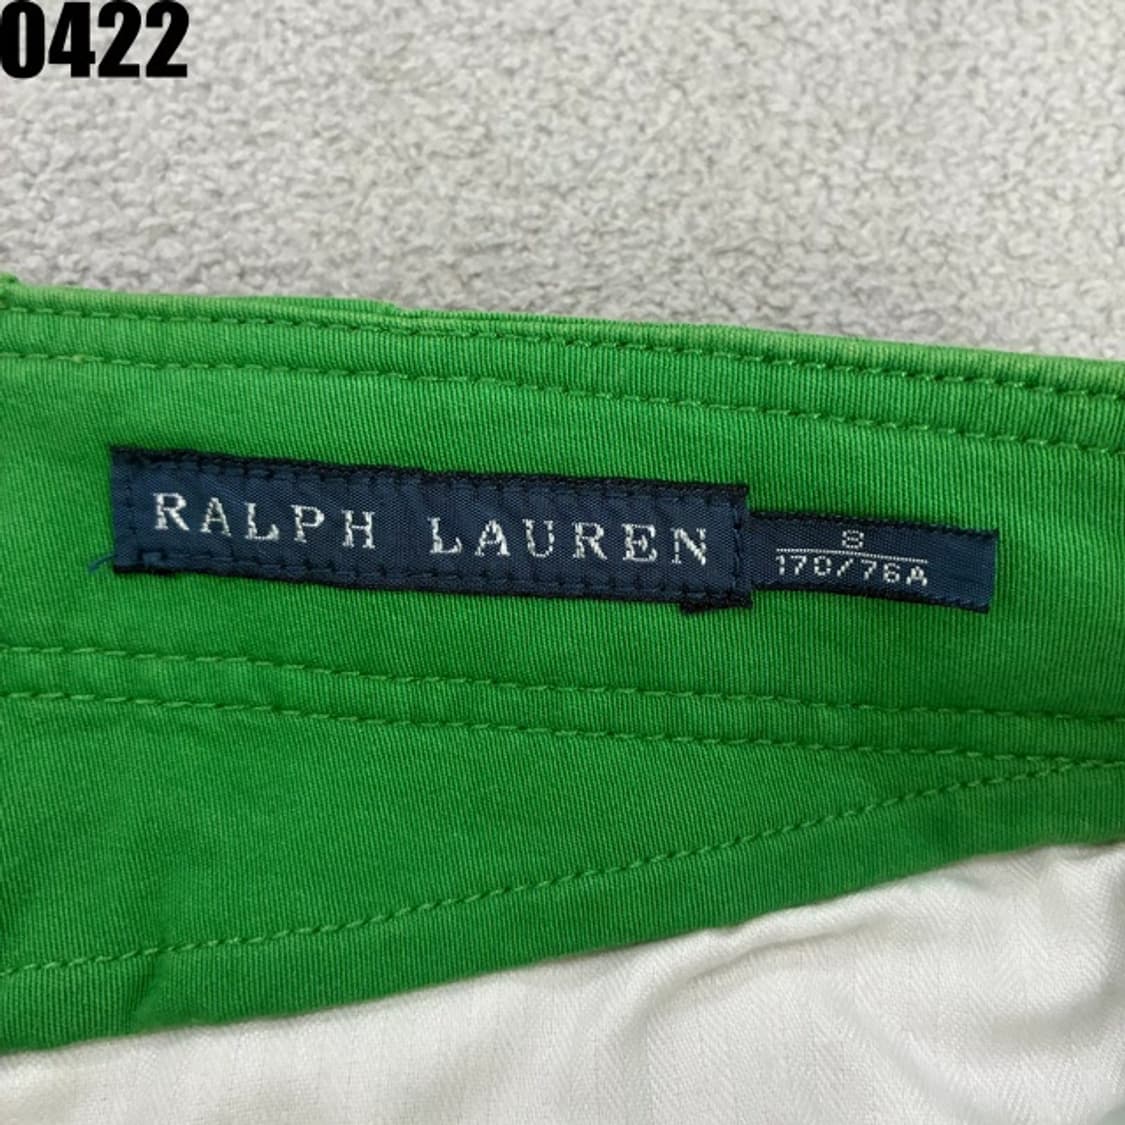 0422
RALPH LAUREN
8
170/76A